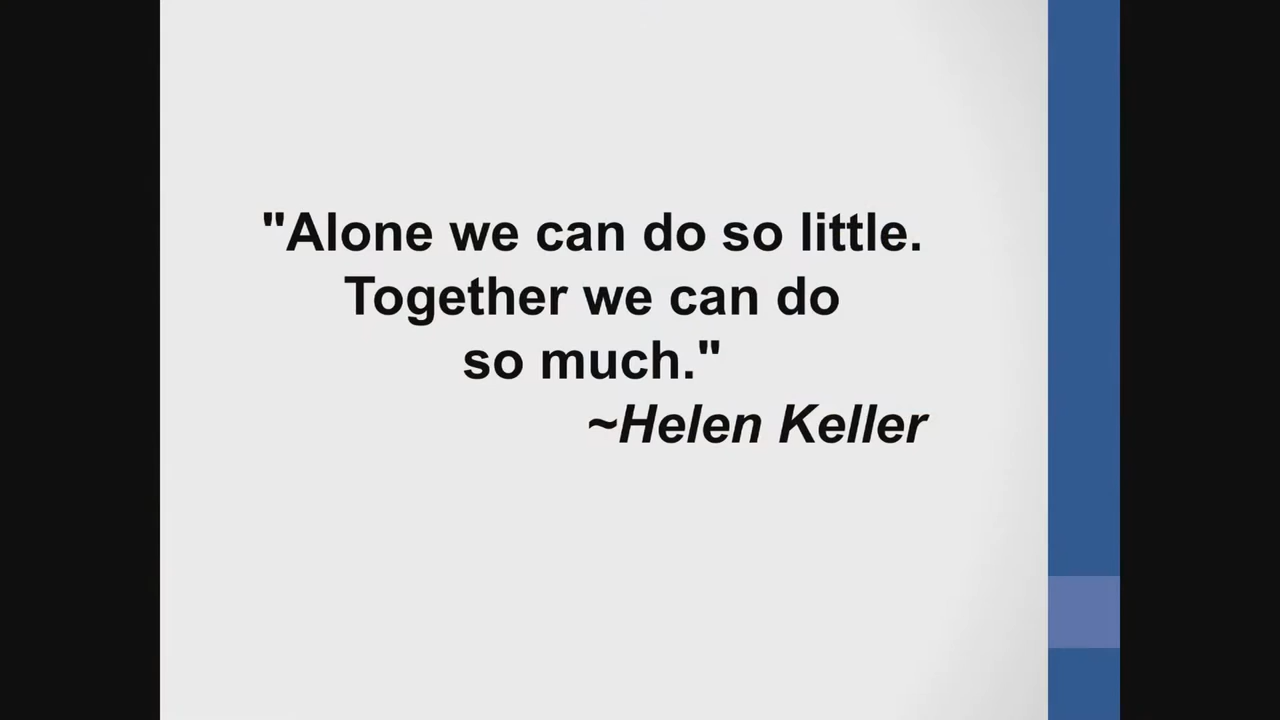 "Alone we can do so little.
Together we can do
so much."
~Helen Keller